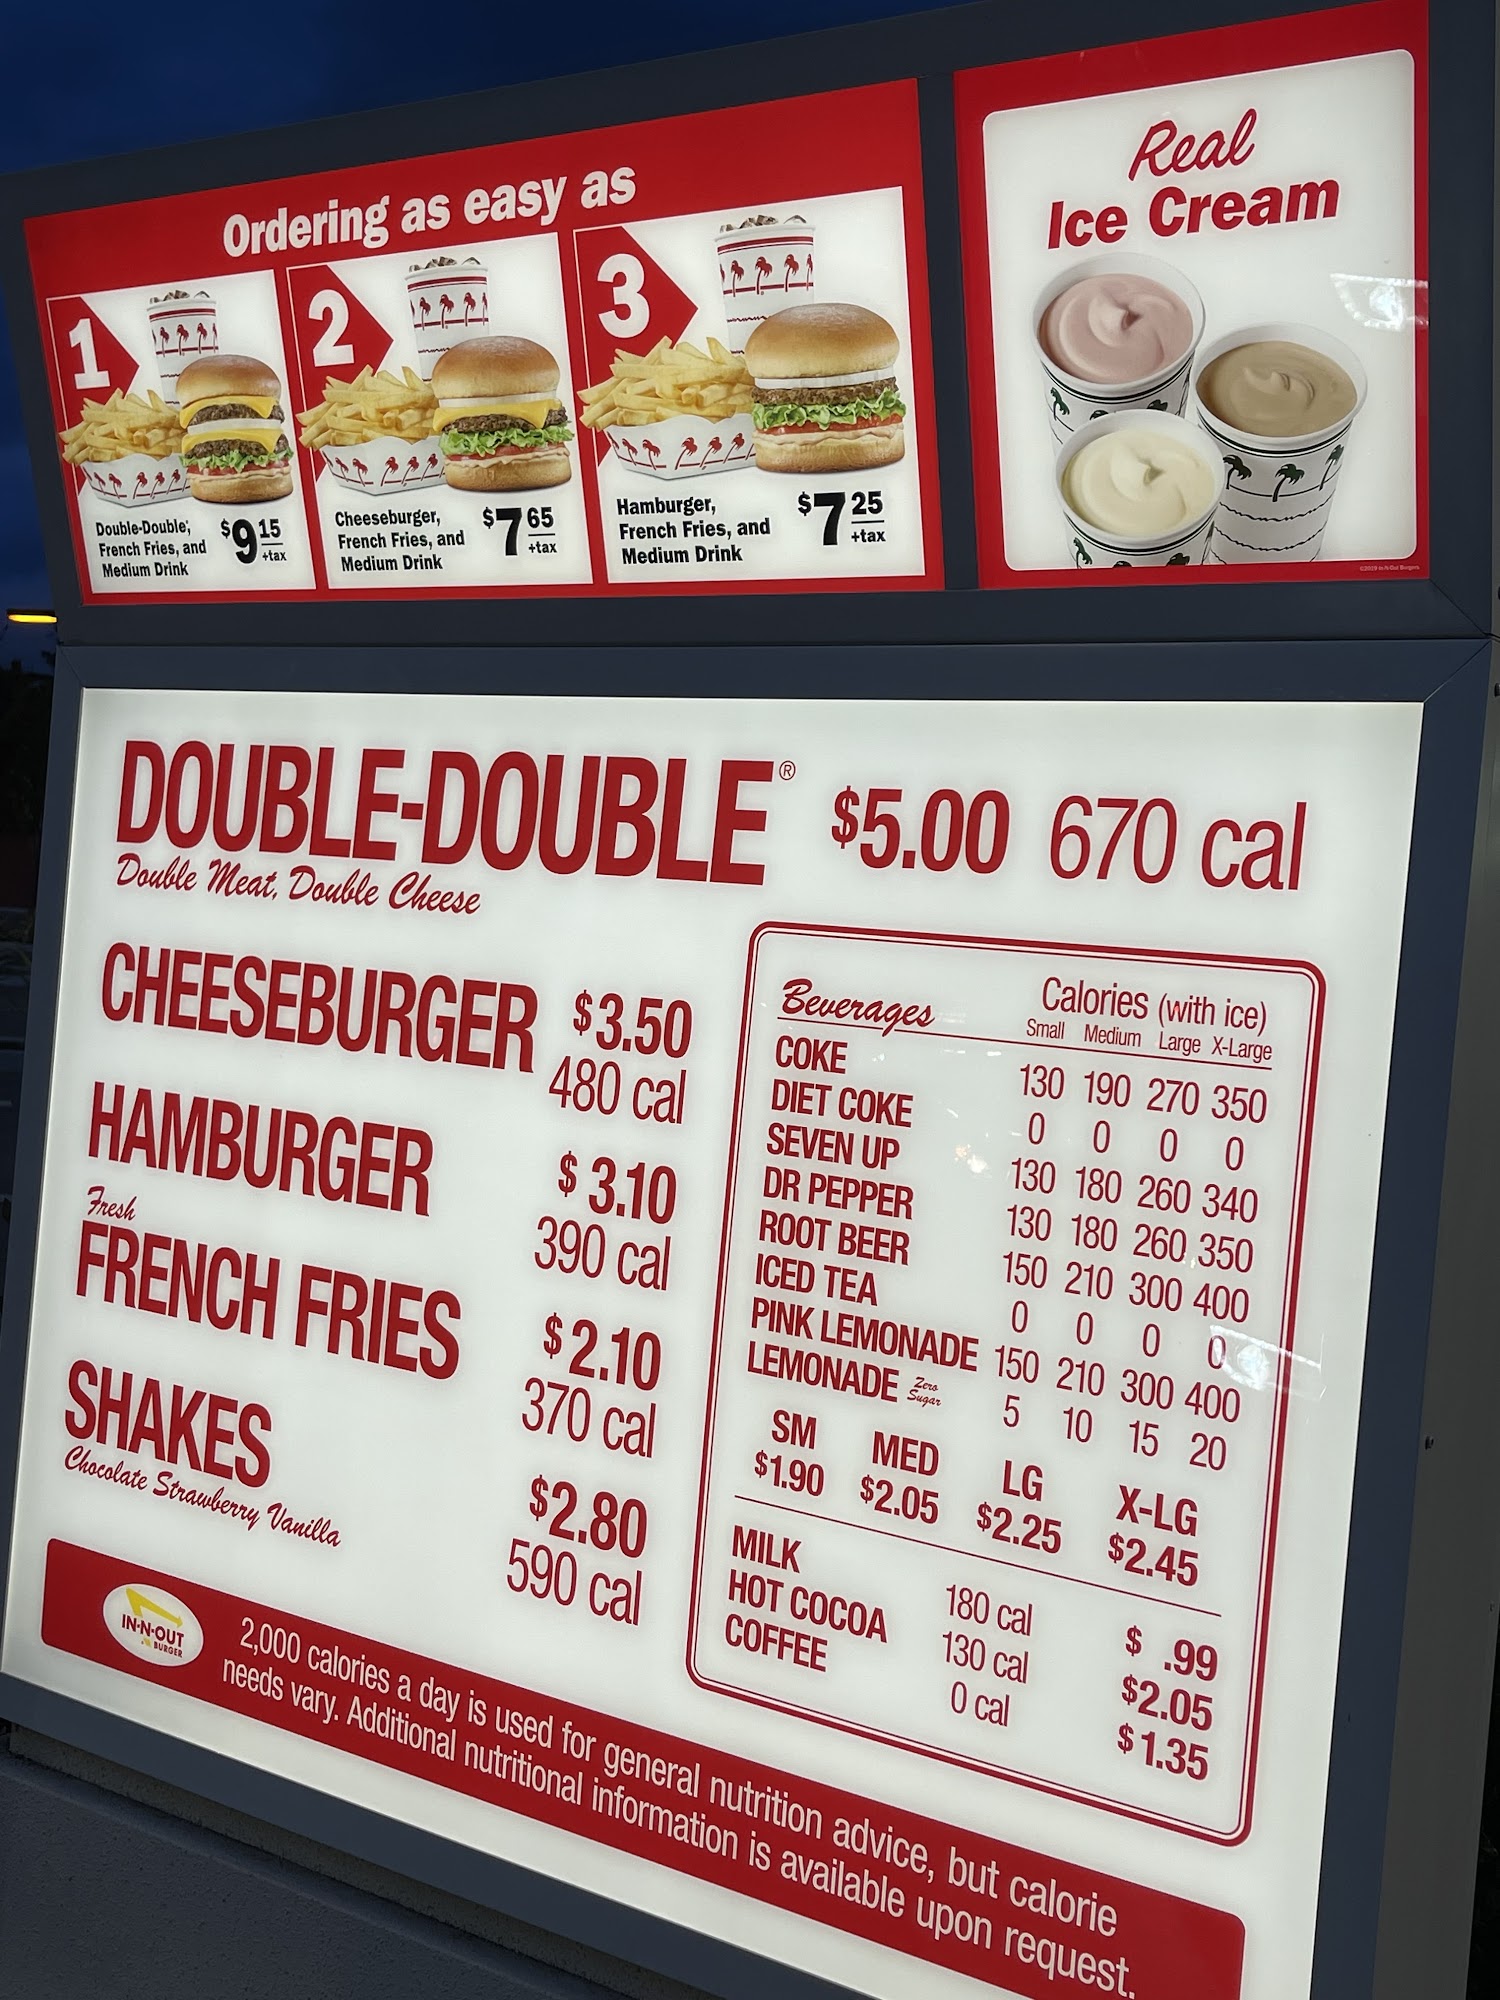 Ordering as easy as
1
Double-Double®,
French Fries, and
Medium Drink
$9 15
+tax
2
Cheeseburger,
French Fries, and
Medium Drink
$7 65
+tax
3
Hamburger,
French Fries, and
Medium Drink
$7 25
+tax
Real
Ice Cream
©2019 In-N-Out Burgers
DOUBLE-DOUBLE® $5.00 670 cal
Double Meat, Double Cheese
CHEESEBURGER $3.50
480 cal
HAMBURGER $3.10
390 cal
Fresh
FRENCH FRIES $2.10
370 cal
SHAKES $2.80
Chocolate Strawberry Vanilla
590 cal
Beverages Calories (with ice)
Small Medium Large X-Large
COKE 130 190 270 350
DIET COKE 0 0 0 0
SEVEN UP 130 180 260 340
DR PEPPER 130 180 260 350
ROOT BEER 150 210 300 400
ICED TEA 0 0 0 0
PINK LEMONADE 150 210 300 400
LEMONADE Zero Sugar 5 10 15 20
SM MED LG X-LG
$1.90 $2.05 $2.25 $2.45
MILK 180 cal $ .99
HOT COCOA 130 cal $2.05
COFFEE 0 cal $1.35
IN-N-OUT
BURGER
2,000 calories a day is used for general nutrition advice, but calorie
needs vary. Additional nutritional information is available upon request.